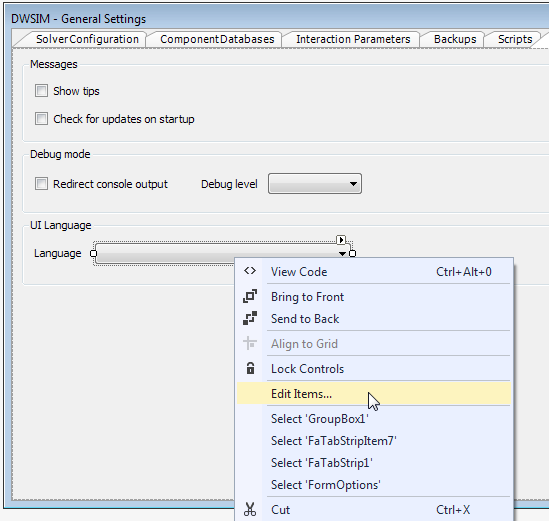 DWSIM - General Settings
SolverConfiguration ComponentDatabases Interaction Parameters Backups Scripts
Messages
Show tips
Check for updates on startup
Debug mode
Redirect console output Debug level
UI Language
Language
View Code Ctrl+Alt+0
Bring to Front
Send to Back
Align to Grid
Lock Controls
Edit Items...
Select 'GroupBox1'
Select 'FaTabStripItem7'
Select 'FaTabStrip1'
Select 'FormOptions'
Cut Ctrl+X